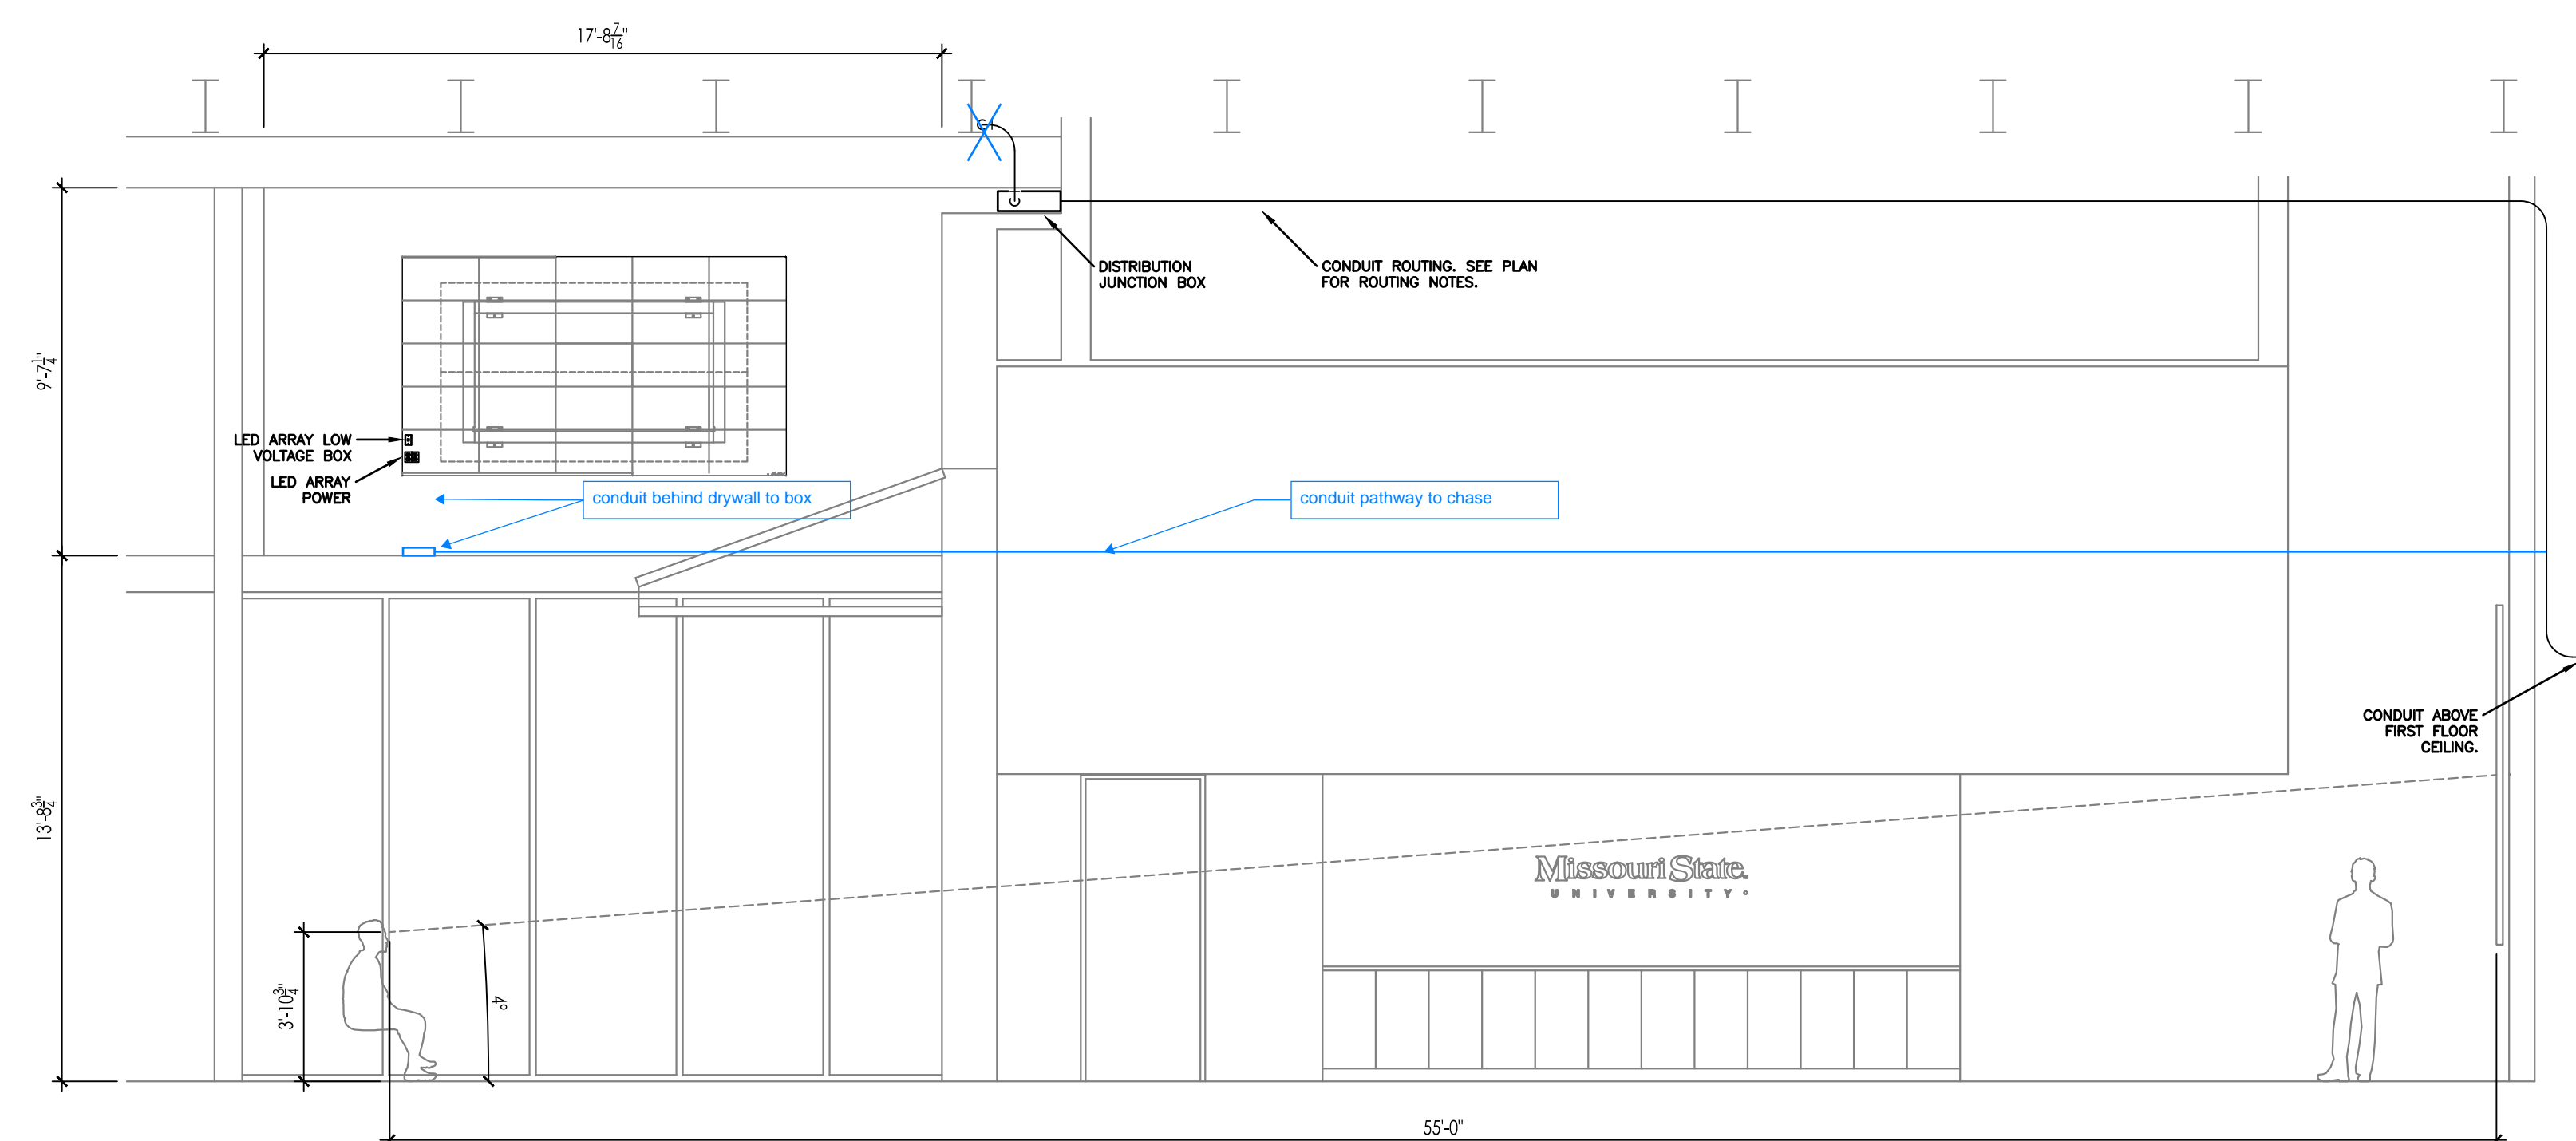 17'-8 7/16"
DISTRIBUTION
JUNCTION BOX
CONDUIT ROUTING. SEE PLAN
FOR ROUTING NOTES.
9'-7 1/4"
LED ARRAY LOW
VOLTAGE BOX
LED ARRAY
POWER
conduit behind drywall to box
conduit pathway to chase
CONDUIT ABOVE
FIRST FLOOR
CEILING.
13'-8 3/4"
Missouri State.
UNIVERSITY
3'-10 3/4"
4°
55'-0"